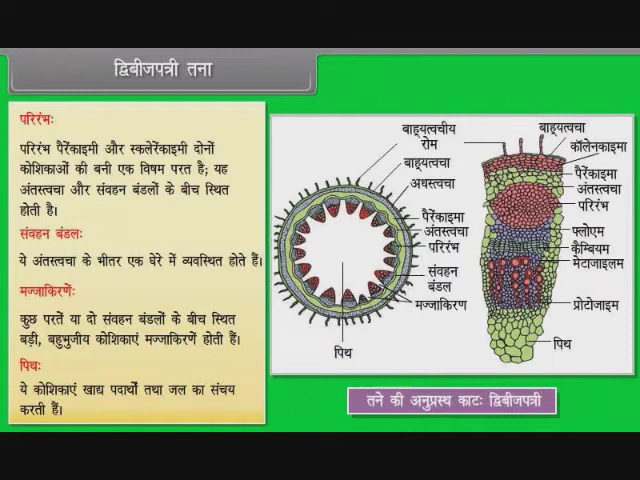 द्विबीजपत्री तना
परिरंभः
परिरंभ पैरेंकाइमी और स्कलेरेंकाइमी दोनों
कोशिकाओं की बनी एक विषम परत है; यह
अंतस्त्वचा और संवहन बंडलों के बीच स्थित
होती है।
संवहन बंडलः
ये अंतस्त्वचा के भीतर एक घेरे में व्यवस्थित होते हैं।
मज्जाकिरणेंः
कुछ परतें या दो संवहन बंडलों के बीच स्थित
बड़ी, बहुभुजीय कोशिकाएं मज्जाकिरणें होती हैं।
पिथः
ये कोशिकाएं खाद्य पदार्थों तथा जल का संचय
करती हैं।
बाह्यत्वचीय
रोम
बाह्यत्वचा
अधस्त्वचा
पैरेंकाइमा
अंतस्त्वचा
परिरंभ
संवहन
बंडल
मज्जाकिरण
पिथ
बाह्यत्वचा
कॉलेनकाइमा
पैरेंकाइमा
अंतस्त्वचा
परिरंभ
फ्लोएम
कैम्बियम
मेटाजाइलम
प्रोटोजाइम
पिथ
तने की अनुप्रस्थ काटः द्विबीजपत्री